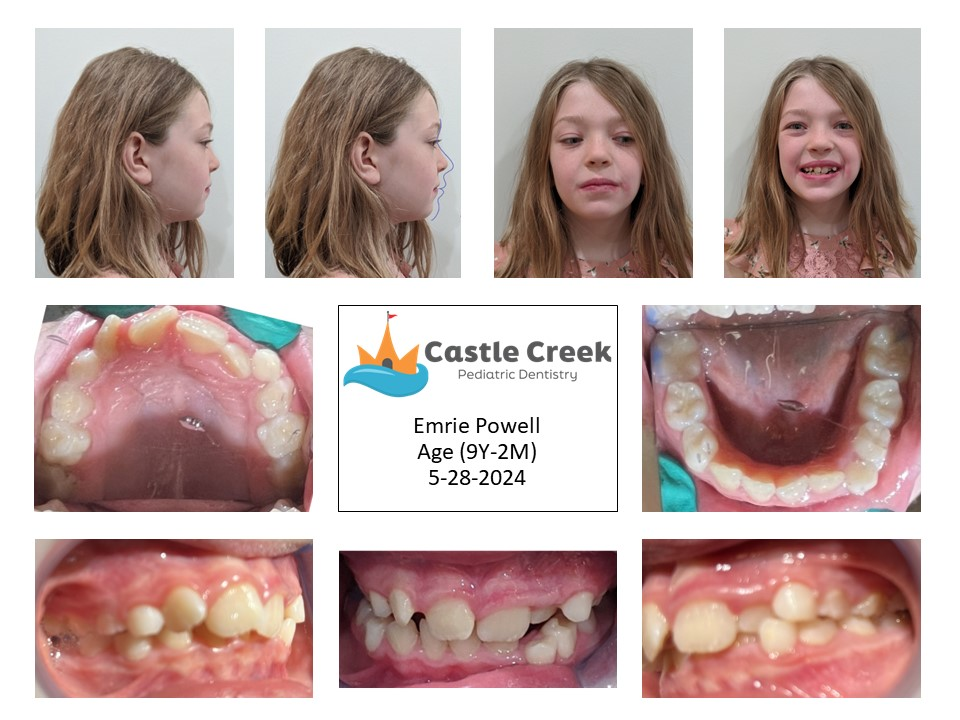 Castle Creek
Pediatric Dentistry
Emrie Powell
Age (9Y-2M)
5-28-2024